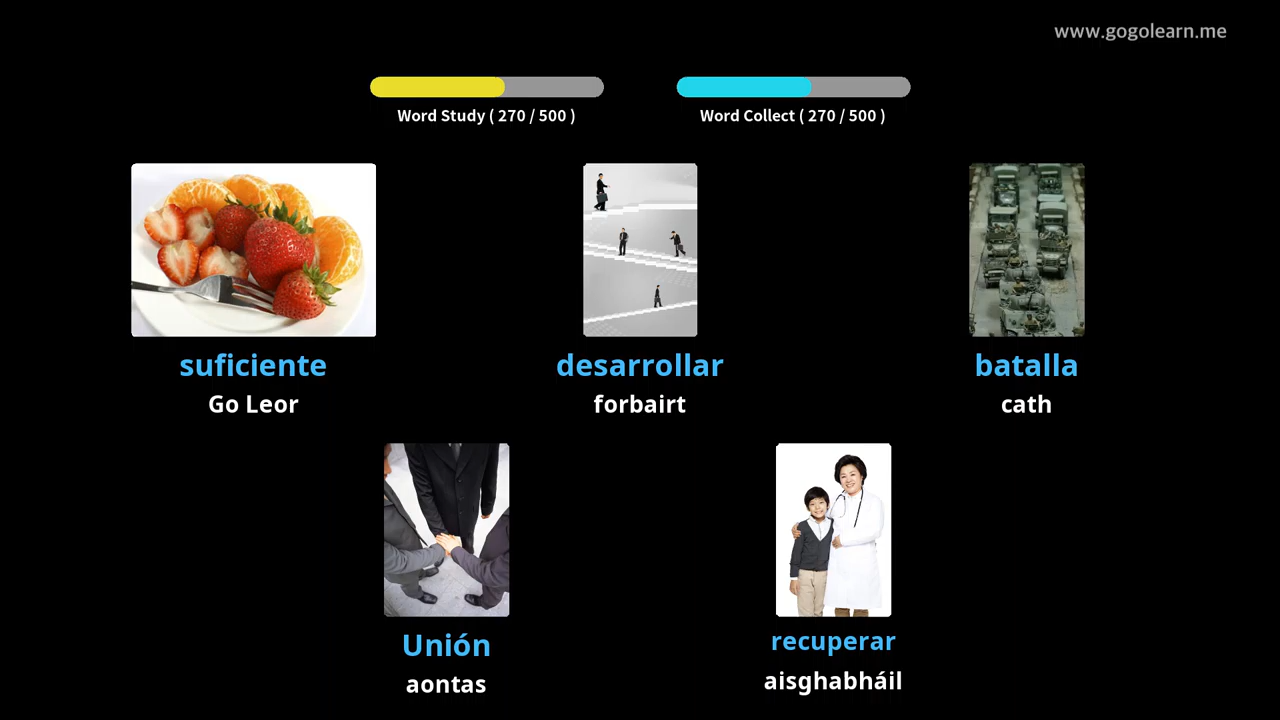 www.gogolearn.me
Word Study ( 270 / 500 )
Word Collect ( 270 / 500 )
suficiente
Go Leor
desarrollar
forbairt
batalla
cath
Unión
aontas
recuperar
aisghabháil